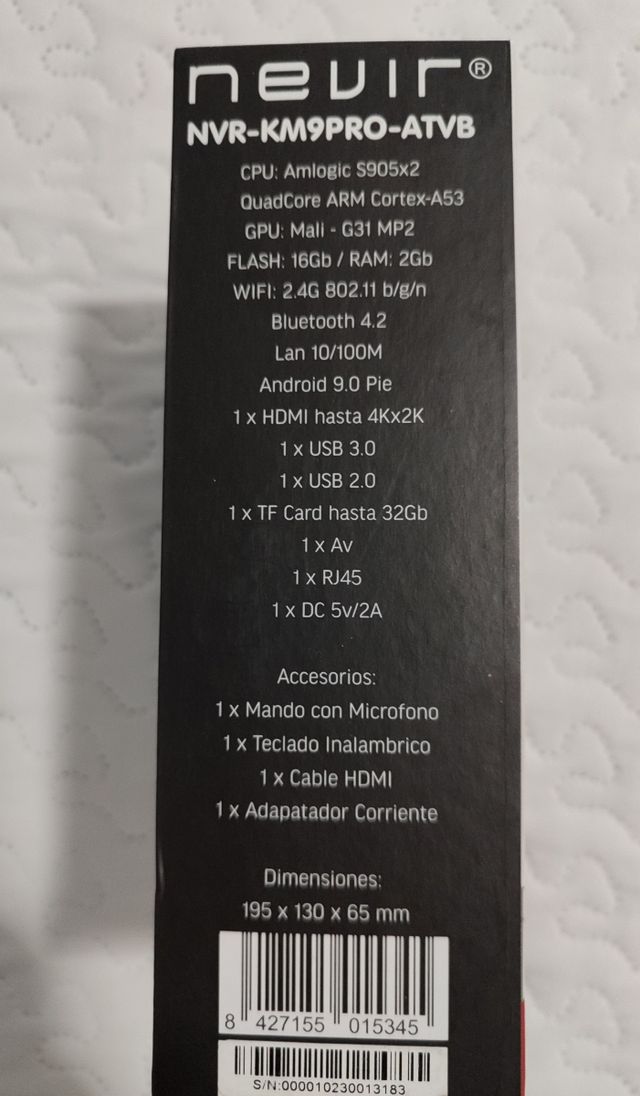 nevir®
NVR-KM9PRO-ATVB
CPU: Amlogic S905x2
QuadCore ARM Cortex-A53
GPU: Mali - G31 MP2
FLASH: 16Gb / RAM: 2Gb
WIFI: 2.4G 802.11 b/g/n
Bluetooth 4.2
Lan 10/100M
Android 9.0 Pie
1 x HDMI hasta 4Kx2K
1 x USB 3.0
1 x USB 2.0
1 x TF Card hasta 32Gb
1 x Av
1 x RJ45
1 x DC 5v/2A
Accesorios:
1 x Mando con Microfono
1 x Teclado Inalambrico
1 x Cable HDMI
1 x Adapatador Corriente
Dimensiones:
195 x 130 x 65 mm
8 427155 015345
S/N:000010230013183